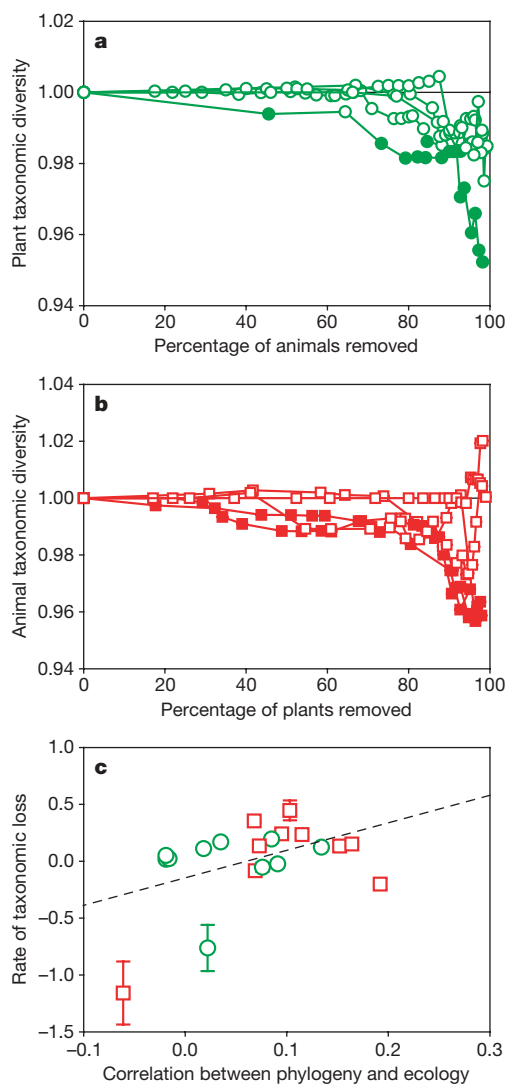 a
1.02
1.00
0.98
0.96
0.94
Plant taxonomic diversity
0 20 40 60 80 100
Percentage of animals removed
b
1.04
1.02
1.00
0.98
0.96
0.94
Animal taxonomic diversity
0 20 40 60 80 100
Percentage of plants removed
c
1.0
0.5
0.0
−0.5
−1.0
−1.5
Rate of taxonomic loss
−0.1 0.0 0.1 0.2 0.3
Correlation between phylogeny and ecology